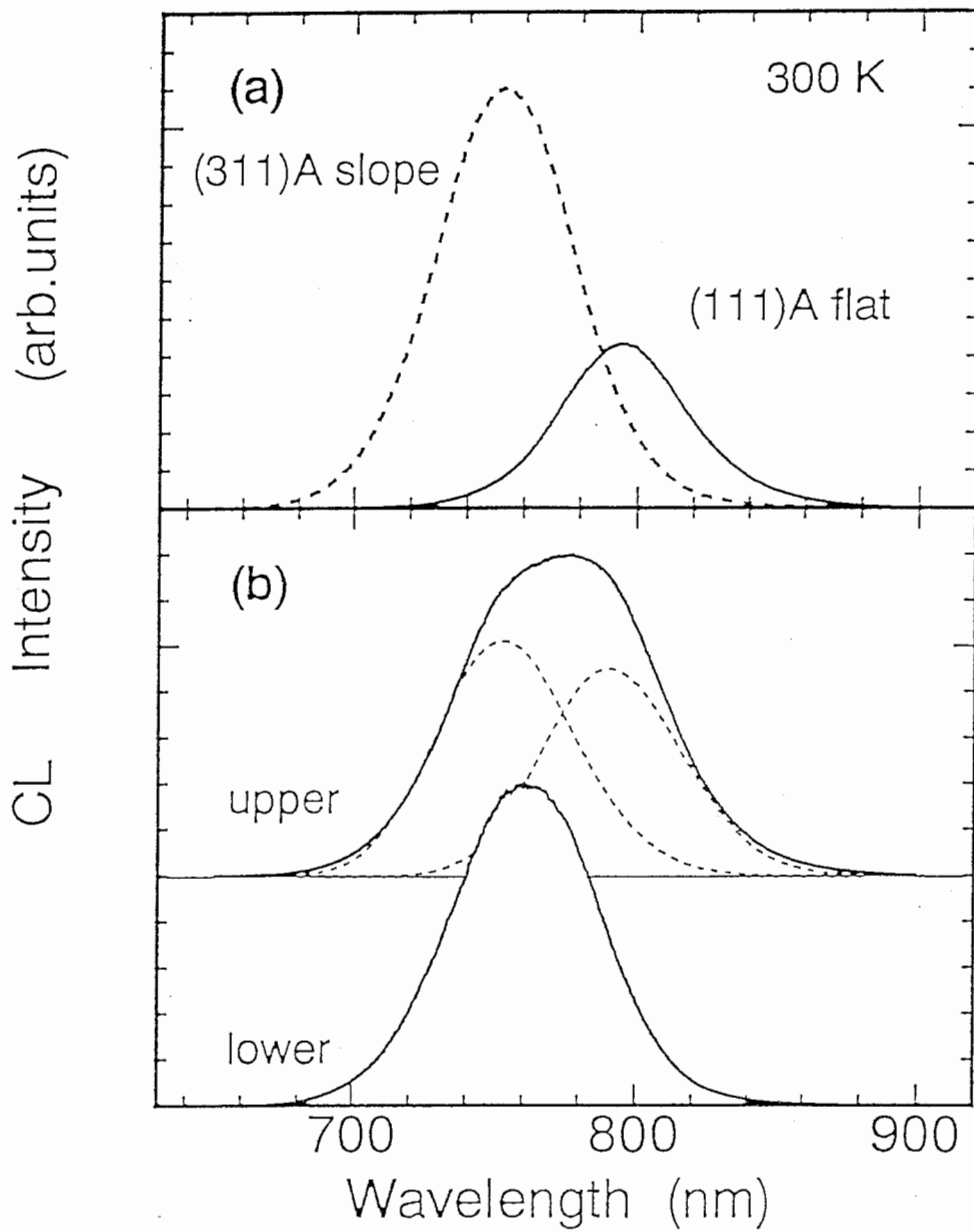 (a)
300 K
(311)A slope
(111)A flat
CL Intensity (arb.units)
(b)
upper
lower
700 800 900
Wavelength (nm)